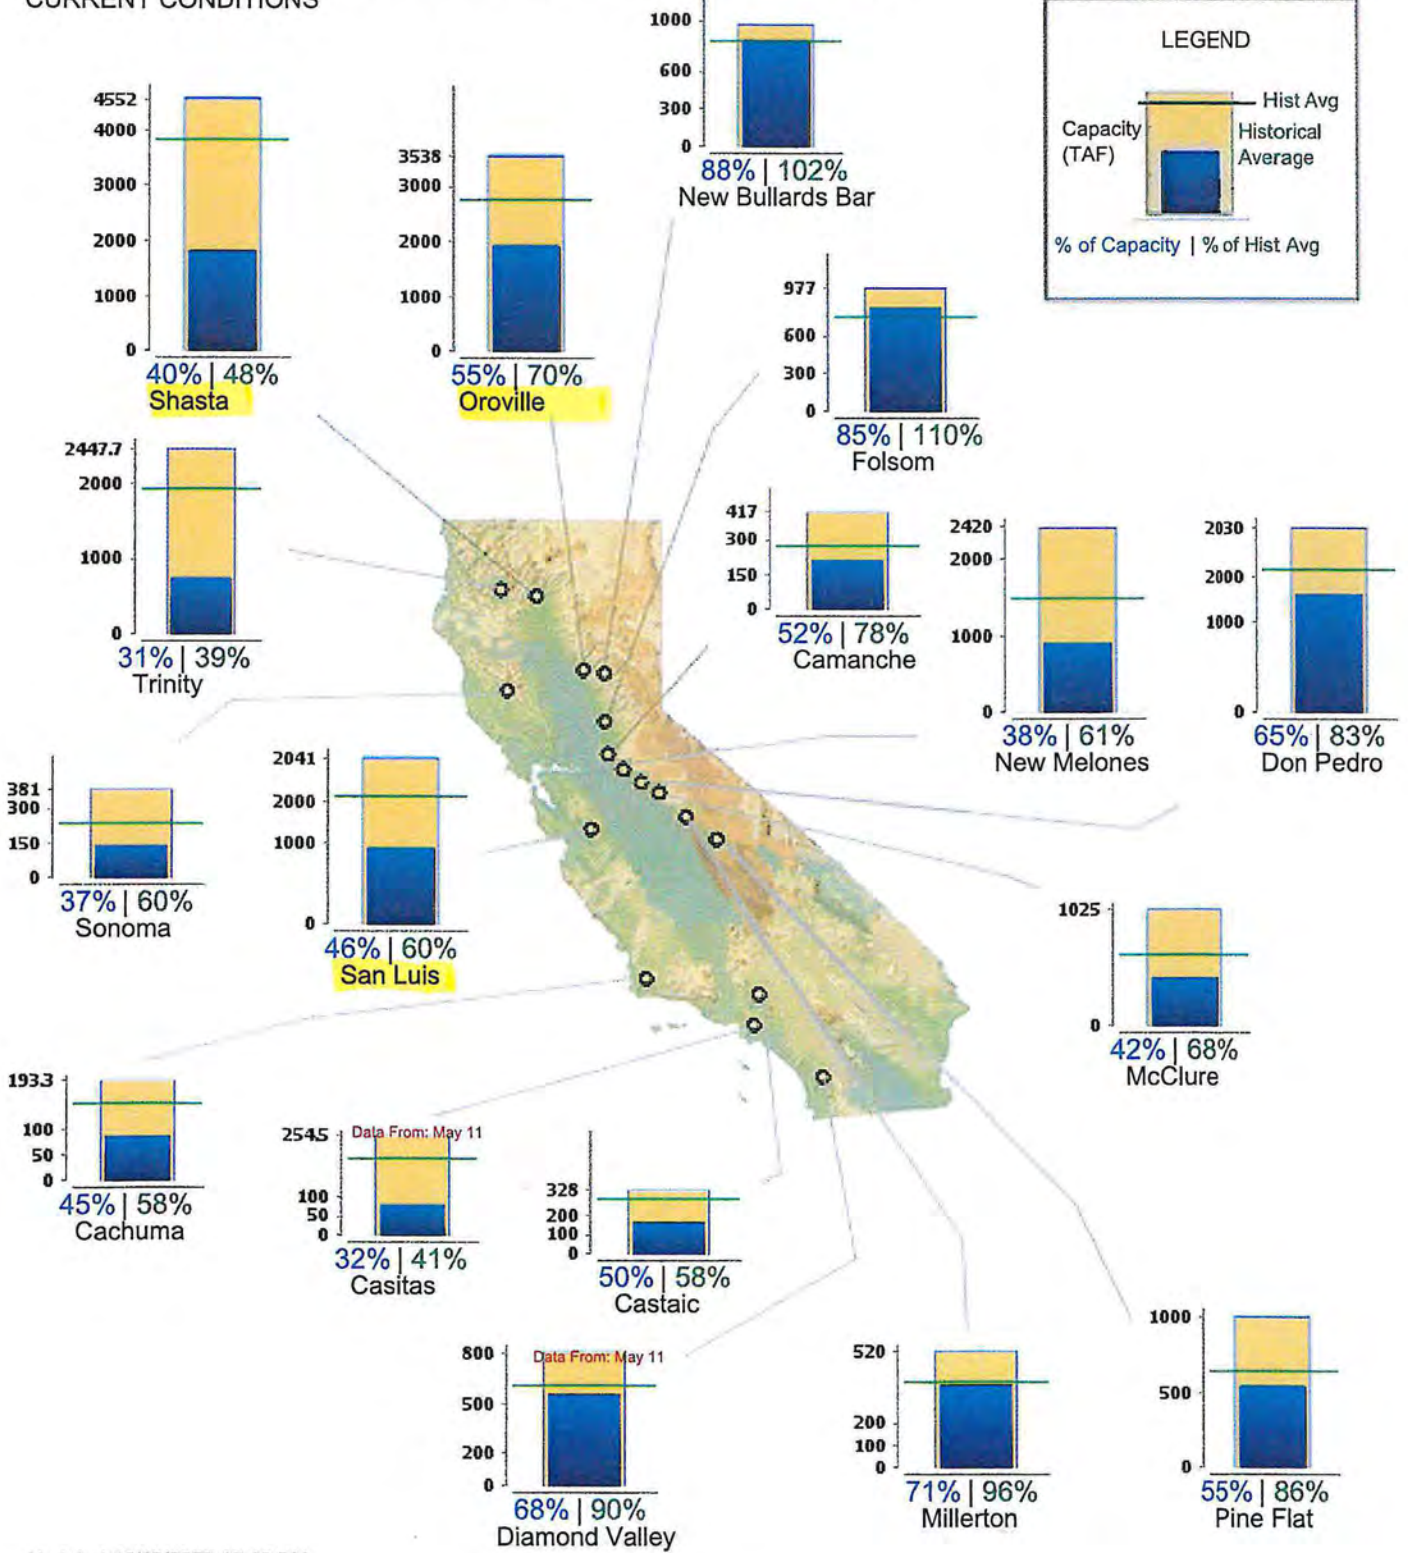 CURRENT CONDITIONS
1000
600
300
0
88% | 102%
New Bullards Bar
LEGEND
Hist Avg
Capacity
(TAF)
Historical
Average
% of Capacity | % of Hist Avg
4552
4000
3000
2000
1000
0
40% | 48%
Shasta
3538
3000
2000
1000
0
55% | 70%
Oroville
977
600
300
0
85% | 110%
Folsom
2447.7
2000
1000
0
31% | 39%
Trinity
417
300
150
0
52% | 78%
Camanche
2420
2000
1000
0
38% | 61%
New Melones
2030
2000
1000
0
65% | 83%
Don Pedro
381
300
150
0
37% | 60%
Sonoma
2041
2000
1000
0
46% | 60%
San Luis
1025
0
42% | 68%
McClure
193.3
100
50
0
45% | 58%
Cachuma
254.5
Data From: May 11
100
50
0
32% | 41%
Casitas
328
200
100
0
50% | 58%
Castaic
800
Data From: May 11
500
200
0
68% | 90%
Diamond Valley
520
200
100
0
71% | 96%
Millerton
1000
500
0
55% | 86%
Pine Flat